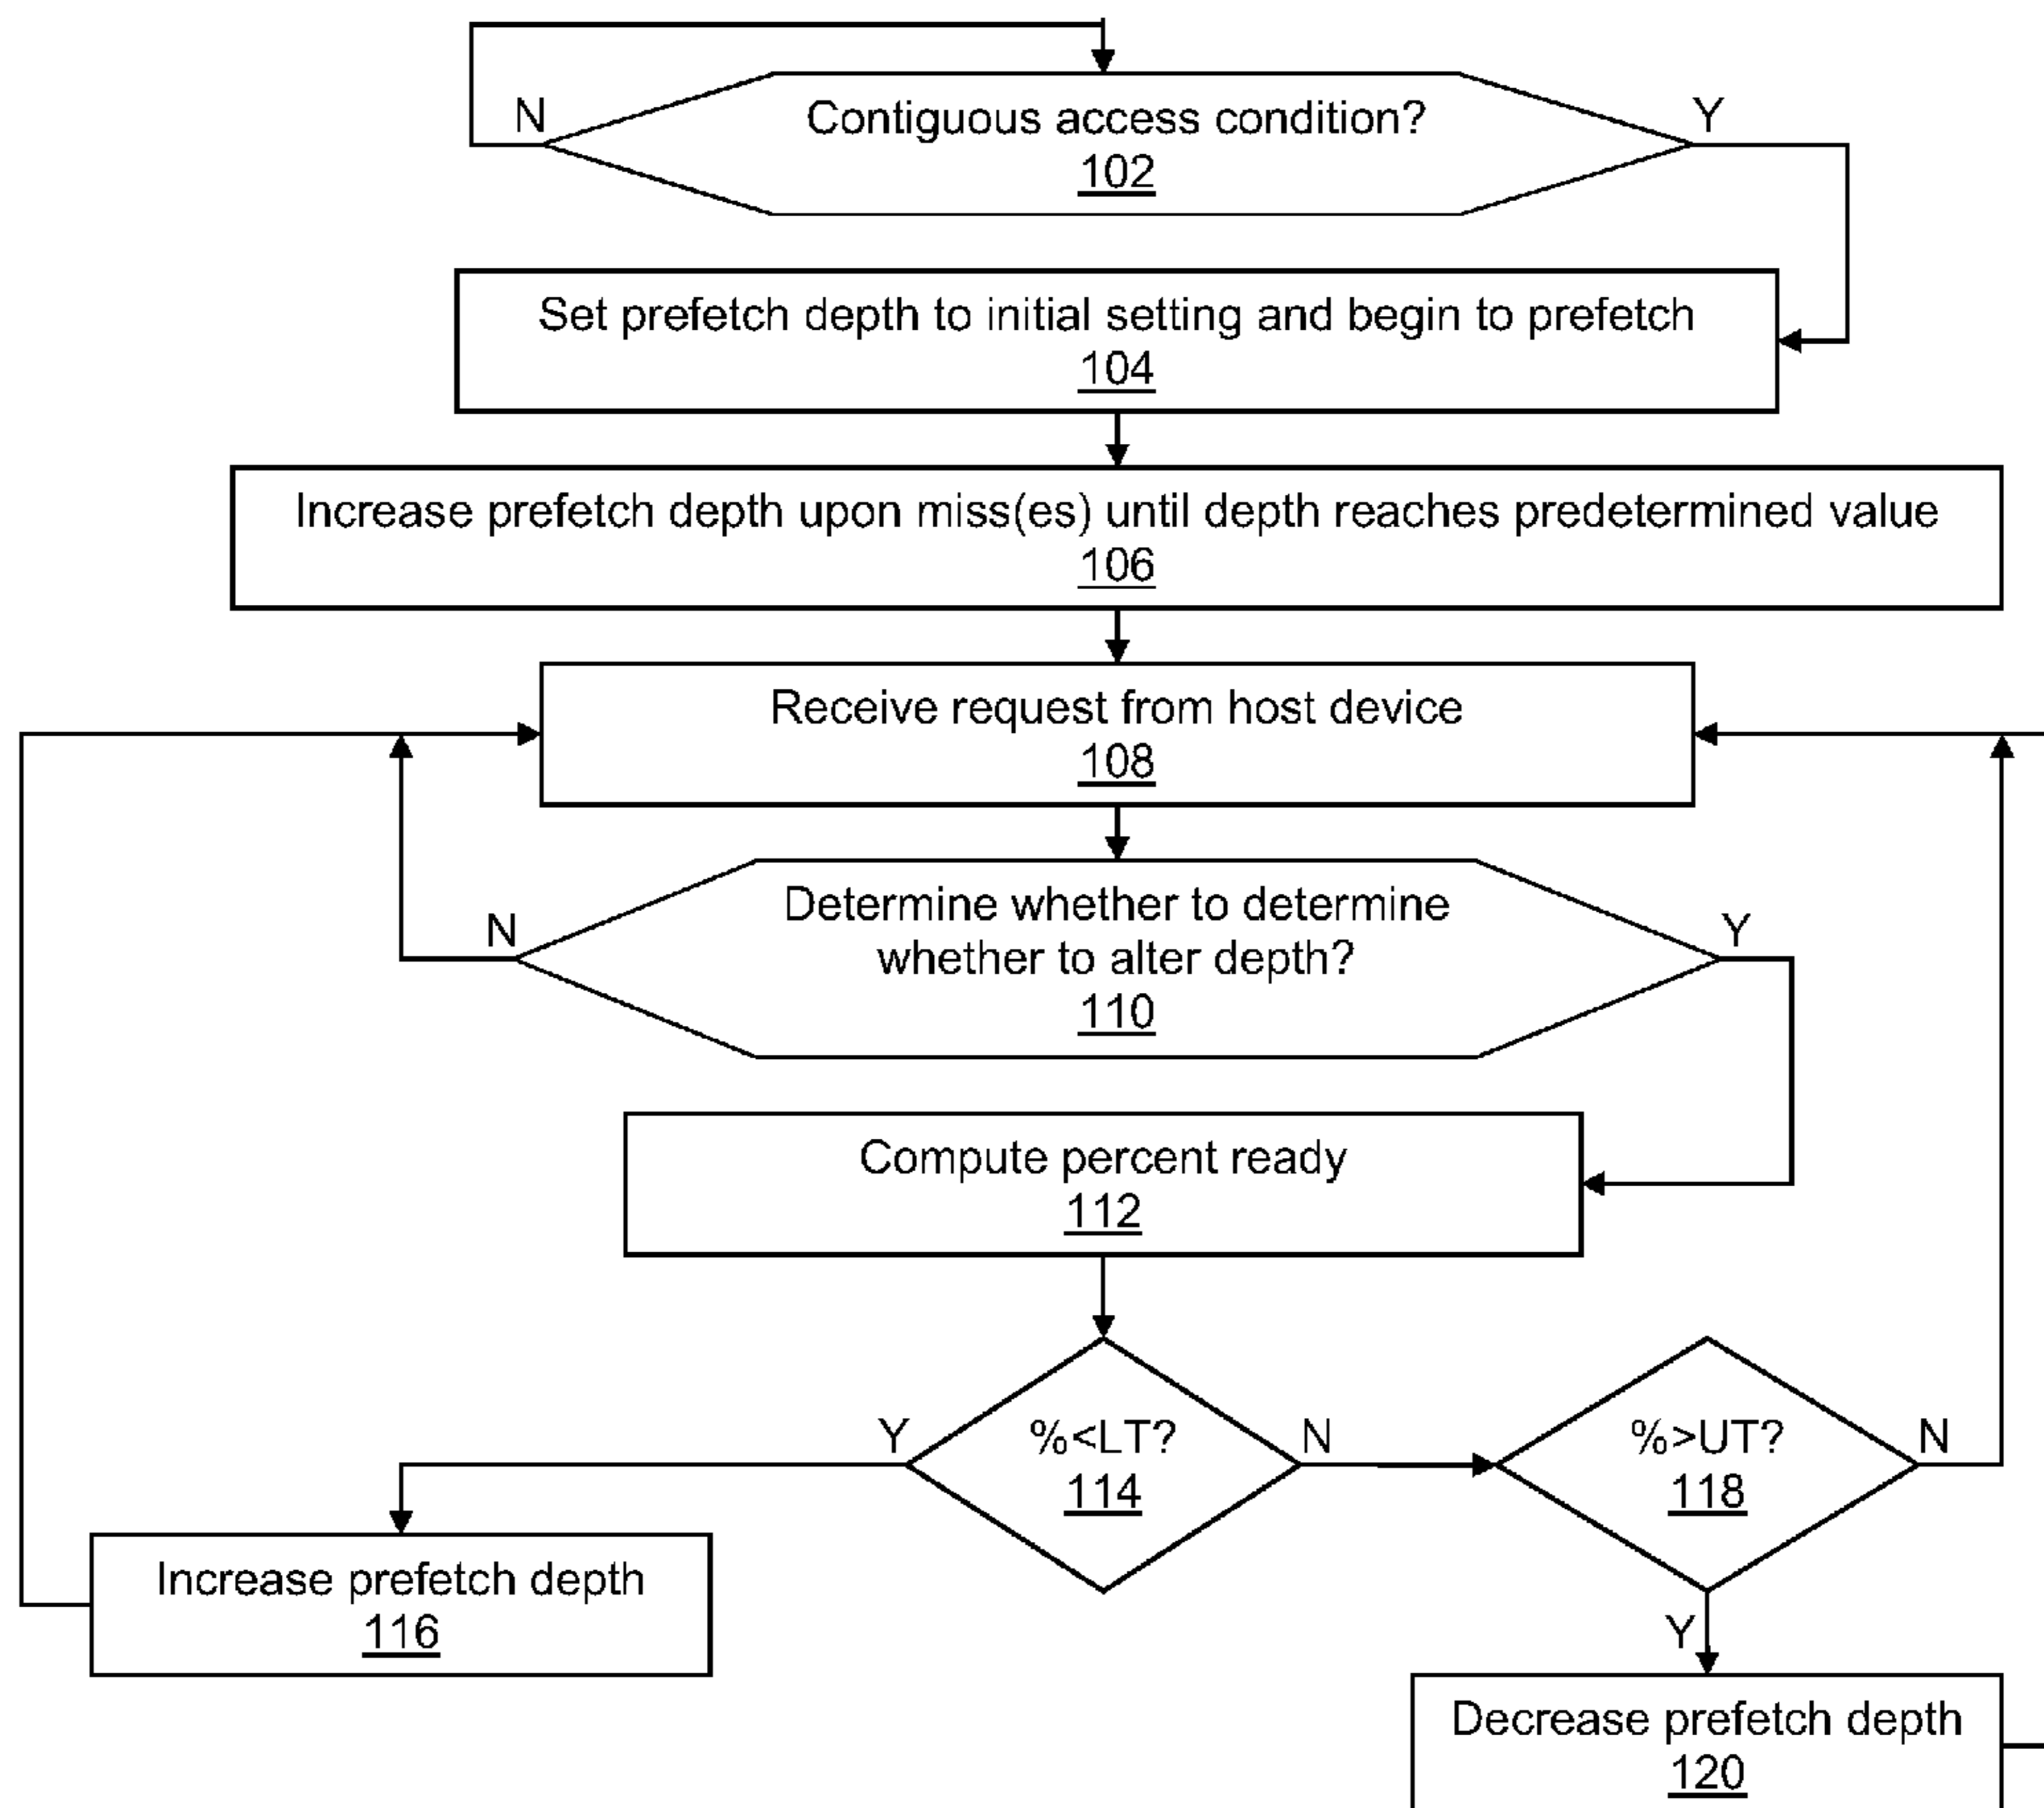 N
Contiguous access condition?
Y
102
Set prefetch depth to initial setting and begin to prefetch
104
Increase prefetch depth upon miss(es) until depth reaches predetermined value
106
Receive request from host device
108
N
Determine whether to determine
Y
whether to alter depth?
110
Compute percent ready
112
Y
%<LT?
N
114
%>UT?
N
118
Increase prefetch depth
116
Y
Decrease prefetch depth
120